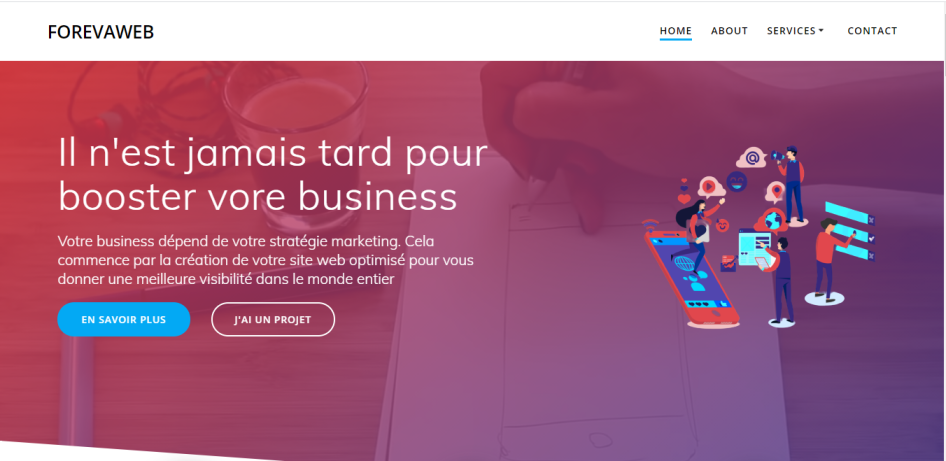 FOREVAWEB
HOME ABOUT SERVICES CONTACT
Il n'est jamais tard pour
booster vore business
Votre business dépend de votre stratégie marketing. Cela
commence par la création de votre site web optimisé pour vous
donner une meilleure visibilité dans le monde entier
EN SAVOIR PLUS J'AI UN PROJET